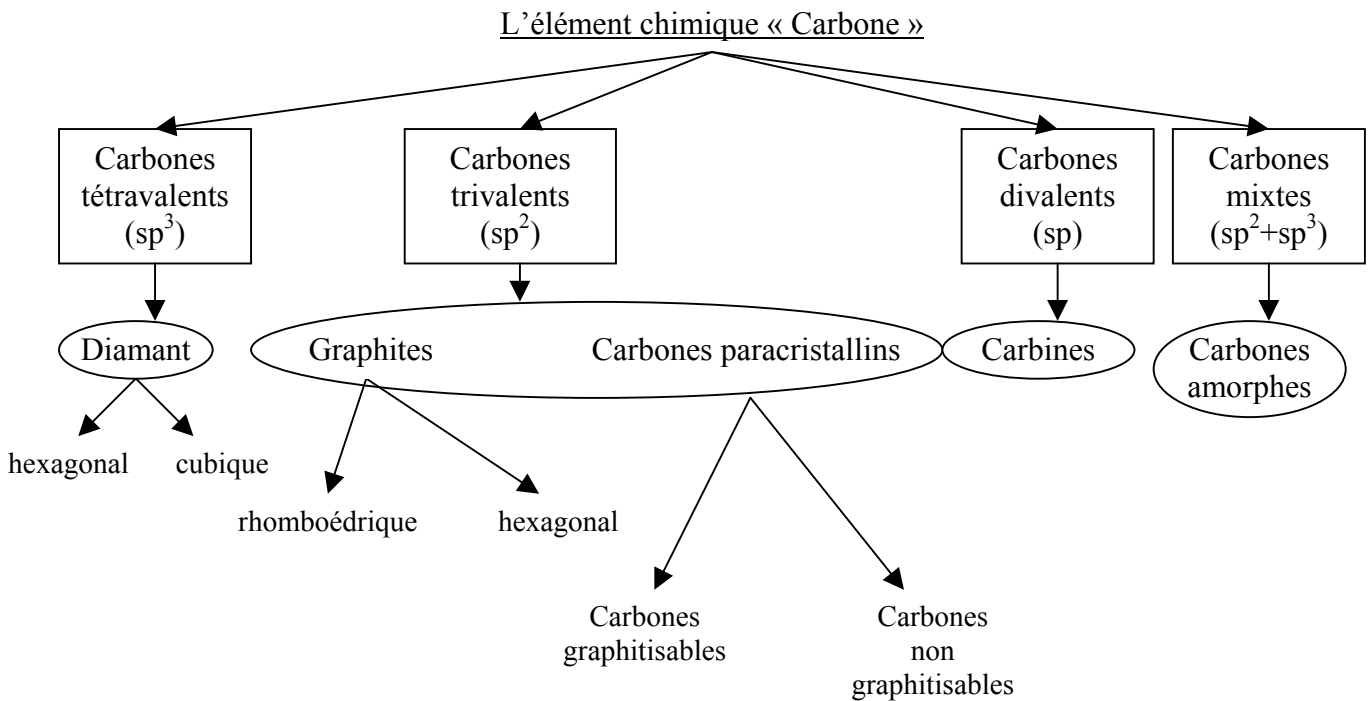 L’élément chimique « Carbone »
Carbones
tétravalents
(sp³)
Carbones
trivalents
(sp²)
Carbones
divalents
(sp)
Carbones
mixtes
(sp²+sp³)
Diamant
Graphites
Carbones paracristallins
Carbines
Carbones
amorphes
hexagonal
cubique
rhomboédrique
hexagonal
Carbones
graphitisables
Carbones
non
graphitisables